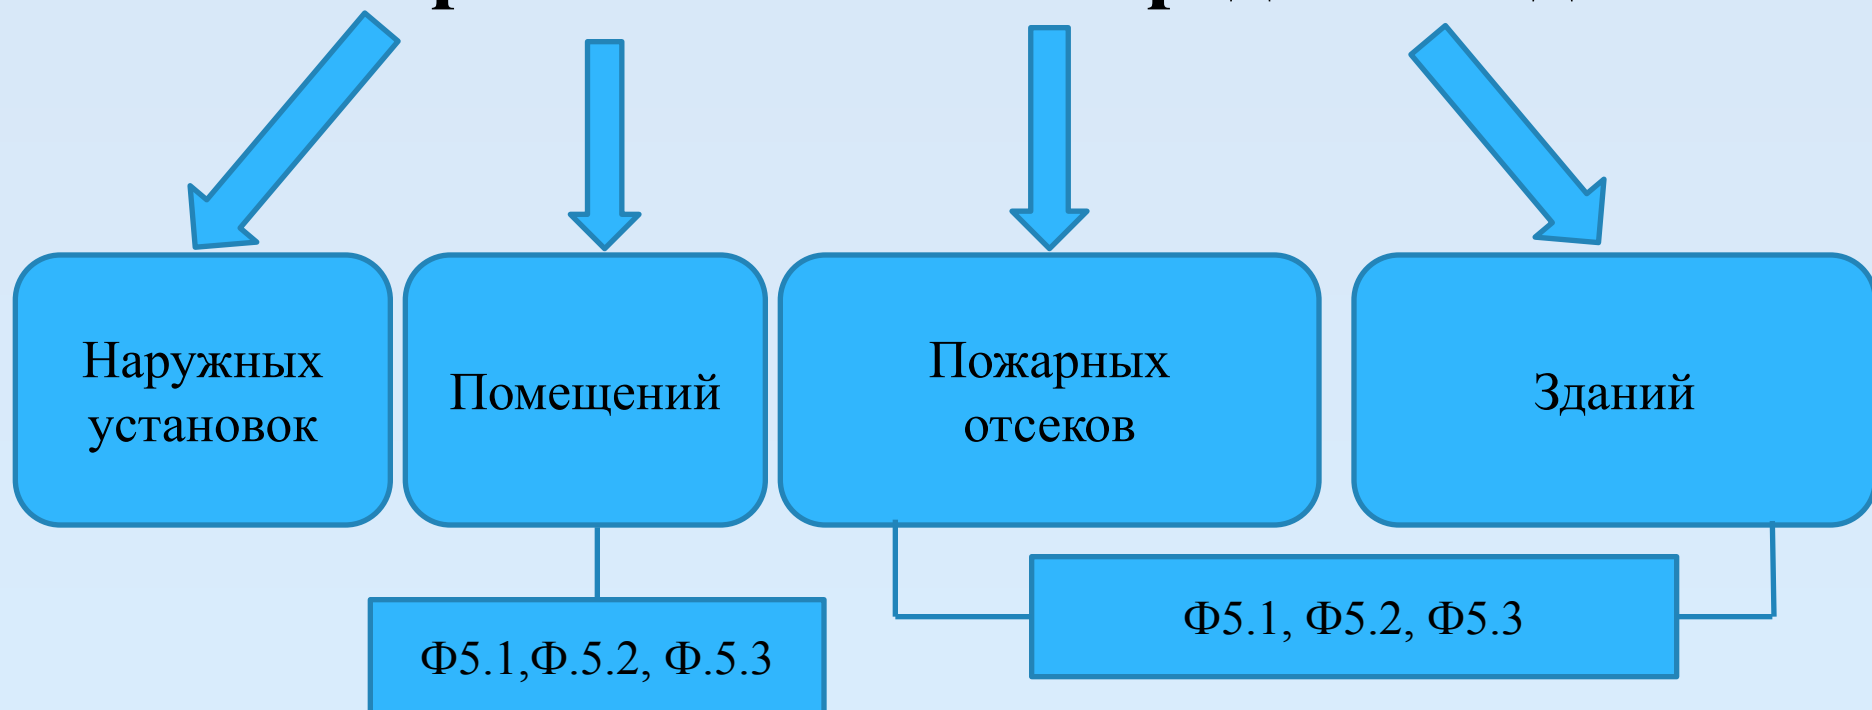 Наружных
установок
Помещений
Пожарных
отсеков
Зданий
Ф5.1,Ф.5.2, Ф.5.3
Ф5.1, Ф5.2, Ф5.3